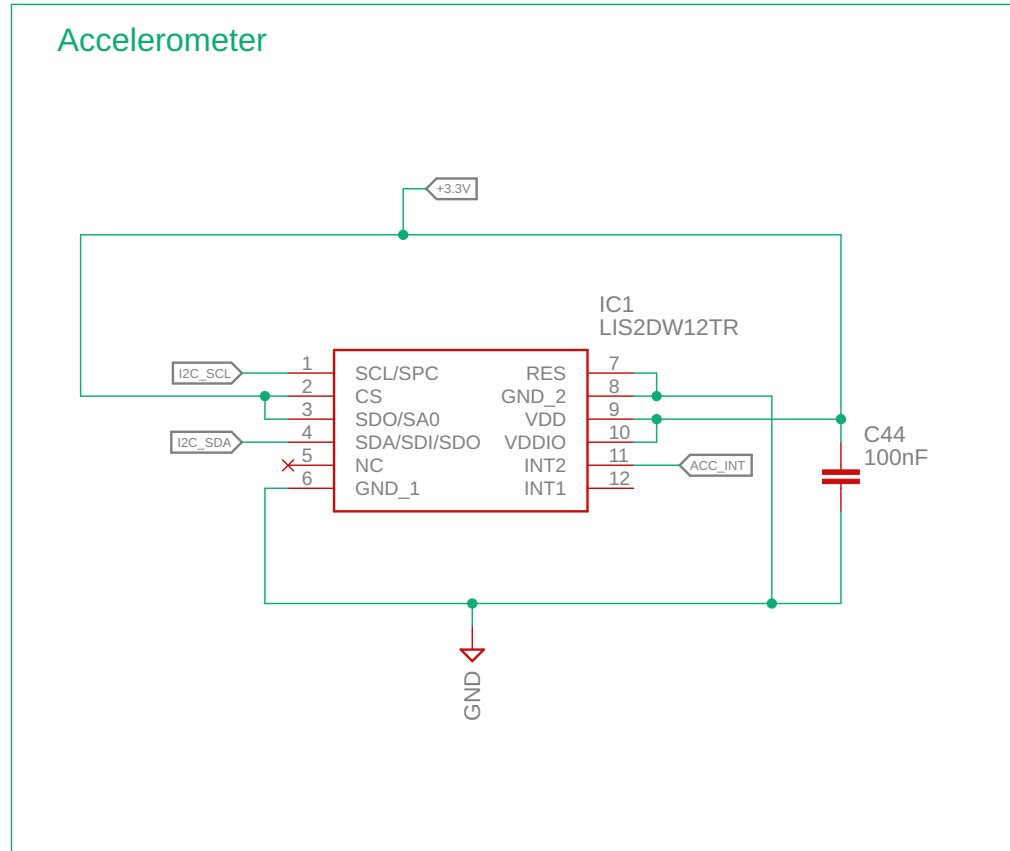 Accelerometer
+3.3V
IC1
LIS2DW12TR
I2C_SCL
1
SCL/SPC
RES
7
2
CS
GND_2
8
3
SDO/SA0
VDD
9
I2C_SDA
4
SDA/SDI/SDO
VDDIO
10
5
NC
INT2
11
ACC_INT
6
GND_1
INT1
12
C44
100nF
GND